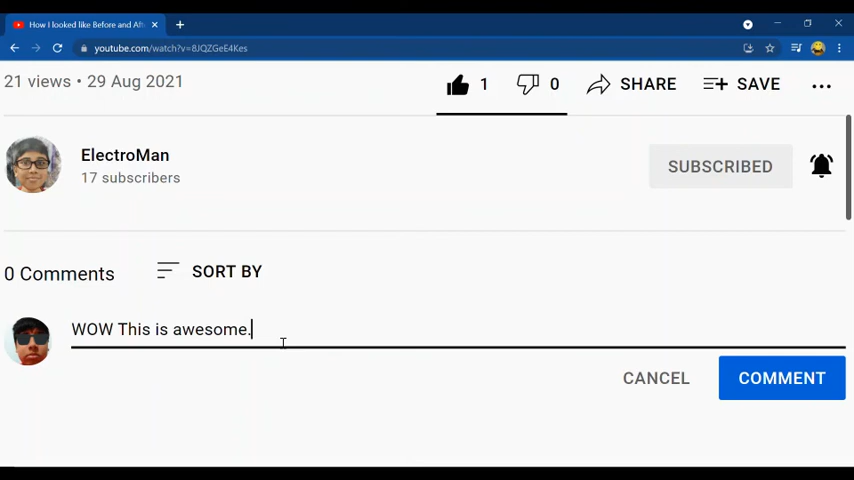 How I looked like Before and Aft
youtube.com/watch?v=8JQZGeE4Kes
21 views • 29 Aug 2021
1
0
SHARE
SAVE
ElectroMan
17 subscribers
SUBSCRIBED
0 Comments
SORT BY
WOW This is awesome.
CANCEL
COMMENT